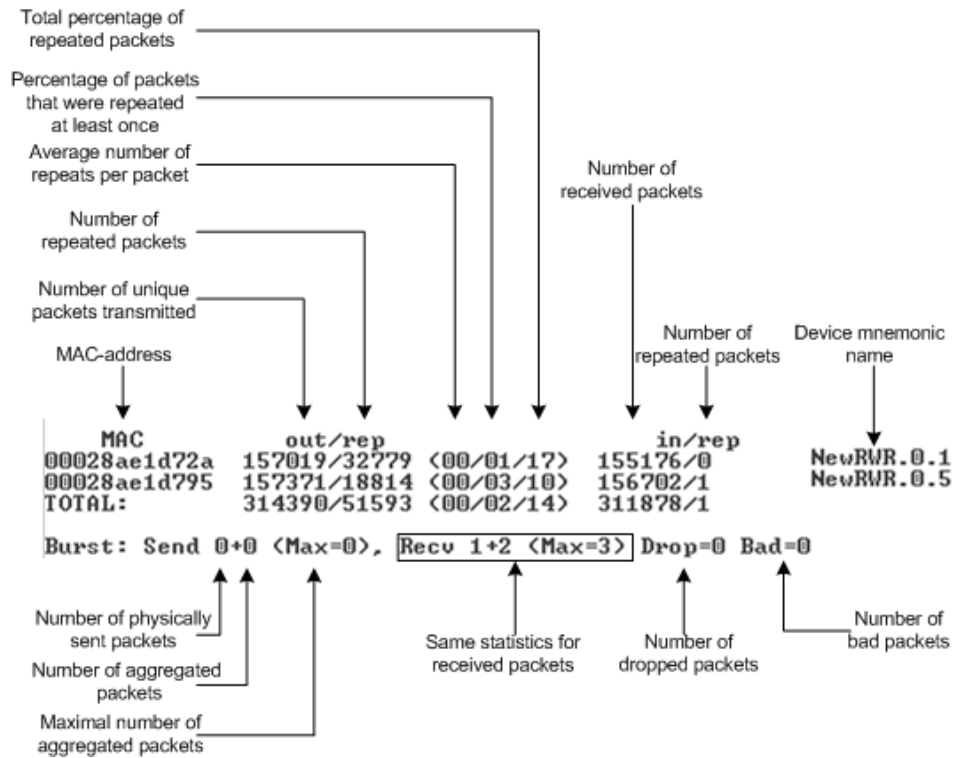 Total percentage of
repeated packets
Percentage of packets
that were repeated
at least once
Average number of
repeats per packet
Number of
received packets
Number of
repeated packets
Number of unique
packets transmitted
MAC-address
Number of
repeated packets
Device mnemonic
name
MAC out/rep in/rep
00028ae1d72a 157019/32779 (00/01/17) 155176/0 NewRWR.0.1
00028ae1d795 157371/18814 (00/03/10) 156702/1 NewRWR.0.5
TOTAL: 314390/51593 (00/02/14) 311878/1
Burst: Send 0+0 (Max=0), Recv 1+2 (Max=3) Drop=0 Bad=0
Number of physically
sent packets
Number of aggregated
packets
Maximal number of
aggregated packets
Same statistics for
received packets
Number of
dropped packets
Number of
bad packets